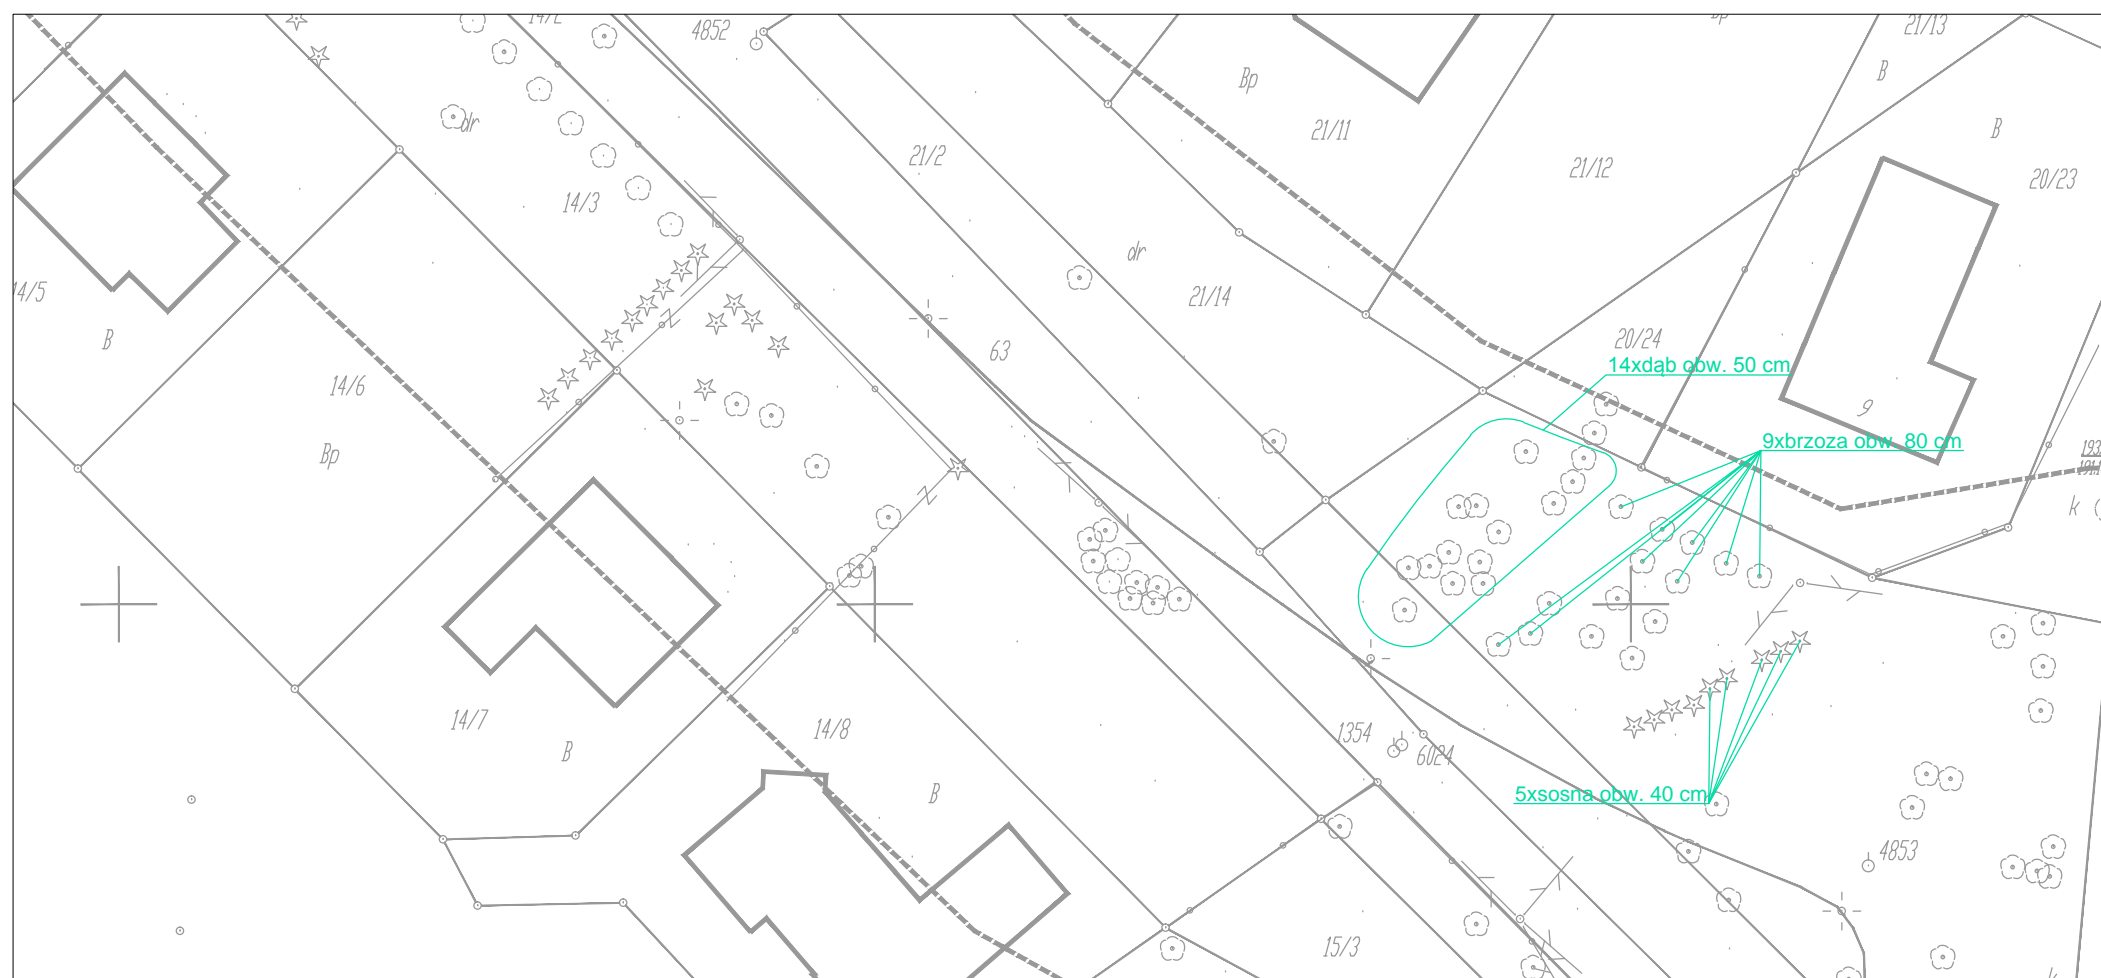 14/2
4852
Bp
21/13
B
Bp
dr
21/11
B
21/2
21/12
20/23
14/3
dr
14/5
21/14
B
63
20/24
14xdąb obw. 50 cm
14/6
9
9xbrzoza obw. 80 cm
Bp
k
14/7
14/8
1354
B
6024
B
5xsosna obw. 40 cm
4853
15/3